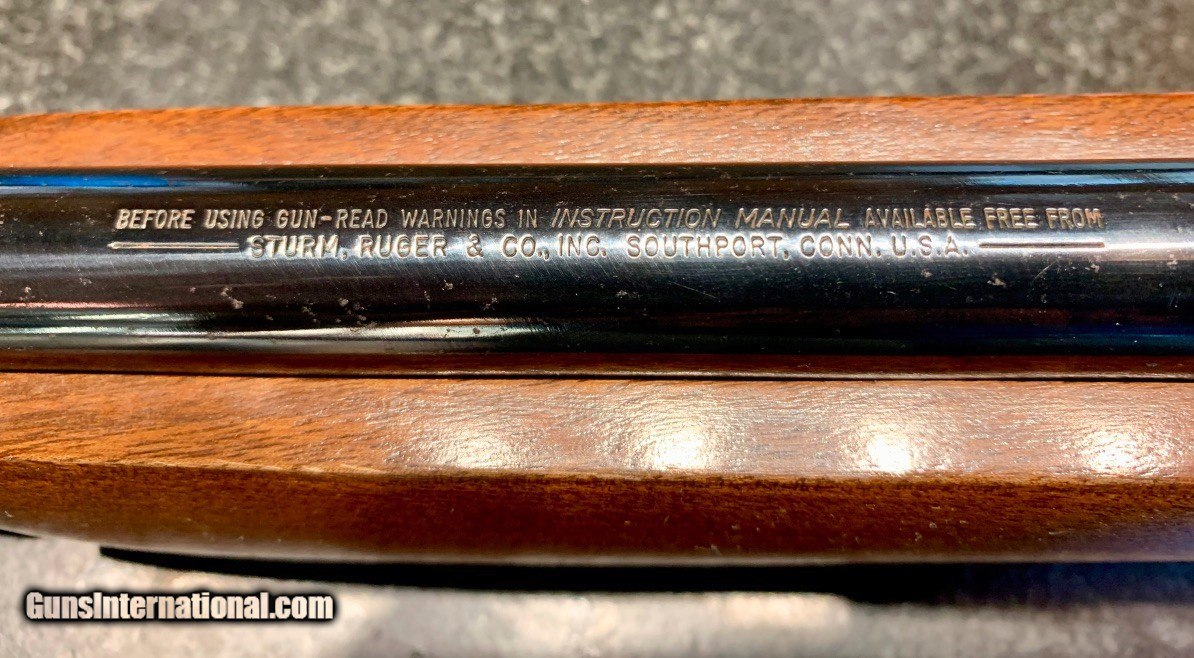 BEFORE USING GUN-READ WARNINGS IN INSTRUCTION MANUAL AVAILABLE FREE FROM
STURM, RUGER & CO., INC. SOUTHPORT, CONN. U.S.A.
GunsInternational.com